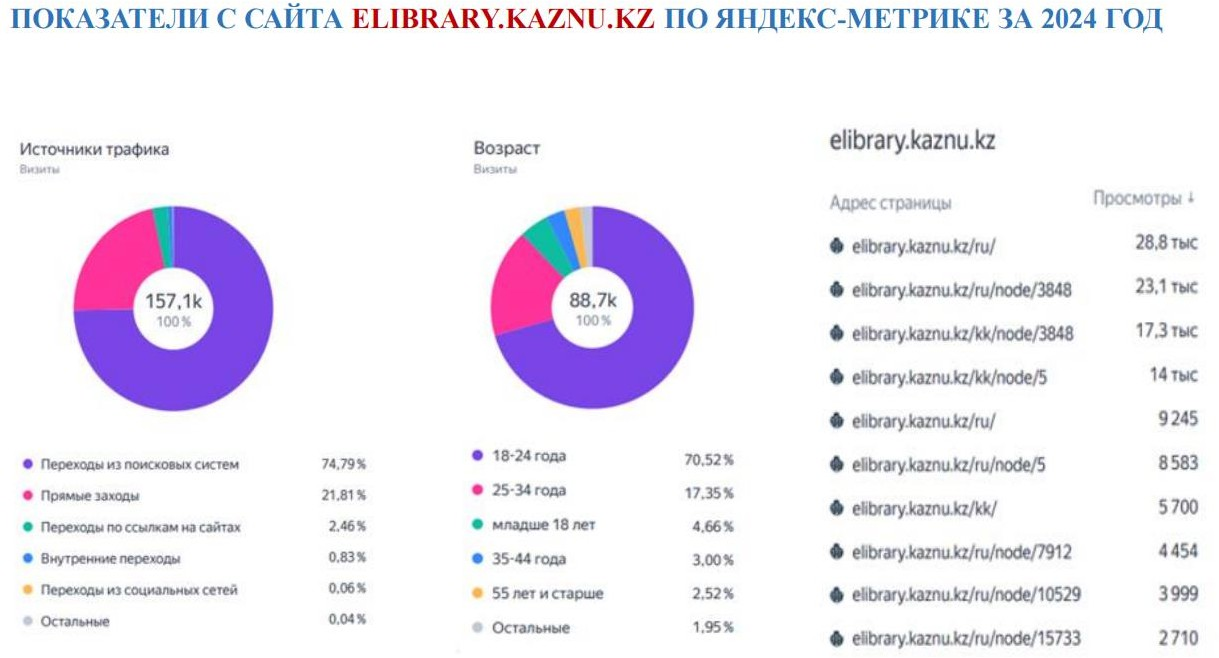 ПОКАЗАТЕЛИ С САЙТА ELIBRARY.KAZNU.KZ ПО ЯНДЕКС-МЕТРИКЕ ЗА 2024 ГОД
Источники трафика
Визиты
157,1k
100 %
Переходы из поисковых систем 74,79 %
Прямые заходы 21,81 %
Переходы по ссылкам на сайтах 2,46 %
Внутренние переходы 0,83 %
Переходы из социальных сетей 0,06 %
Остальные 0,04 %
Возраст
Визиты
88,7k
100 %
18-24 года 70,52 %
25-34 года 17,35 %
младше 18 лет 4,66 %
35-44 года 3,00 %
55 лет и старше 2,52 %
Остальные 1,95 %
elibrary.kaznu.kz
Адрес страницы Просмотры ↓
elibrary.kaznu.kz/ru/ 28,8 тыс
elibrary.kaznu.kz/ru/node/3848 23,1 тыс
elibrary.kaznu.kz/kk/node/3848 17,3 тыс
elibrary.kaznu.kz/kk/node/5 14 тыс
elibrary.kaznu.kz/ru/ 9 245
elibrary.kaznu.kz/ru/node/5 8 583
elibrary.kaznu.kz/kk/ 5 700
elibrary.kaznu.kz/ru/node/7912 4 454
elibrary.kaznu.kz/ru/node/10529 3 999
elibrary.kaznu.kz/ru/node/15733 2 710